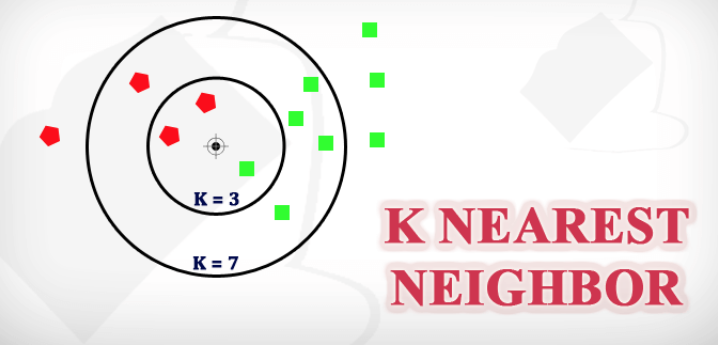 K = 3
K = 7
K NEAREST
NEIGHBOR